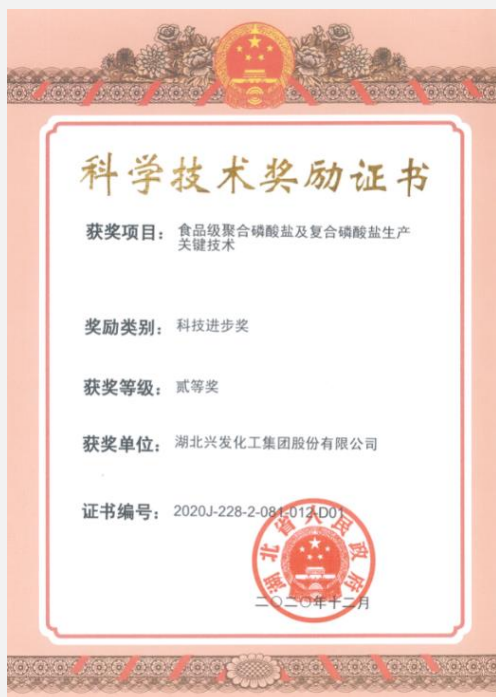 科学技术奖励证书
获奖项目：食品级聚合磷酸盐及复合磷酸盐生产
关键技术
奖励类别：科技进步奖
获奖等级：贰等奖
获奖单位：湖北兴发化工集团股份有限公司
证书编号：2020J-228-2-081-012-D01
湖北省人民政府
二〇二〇年十二月